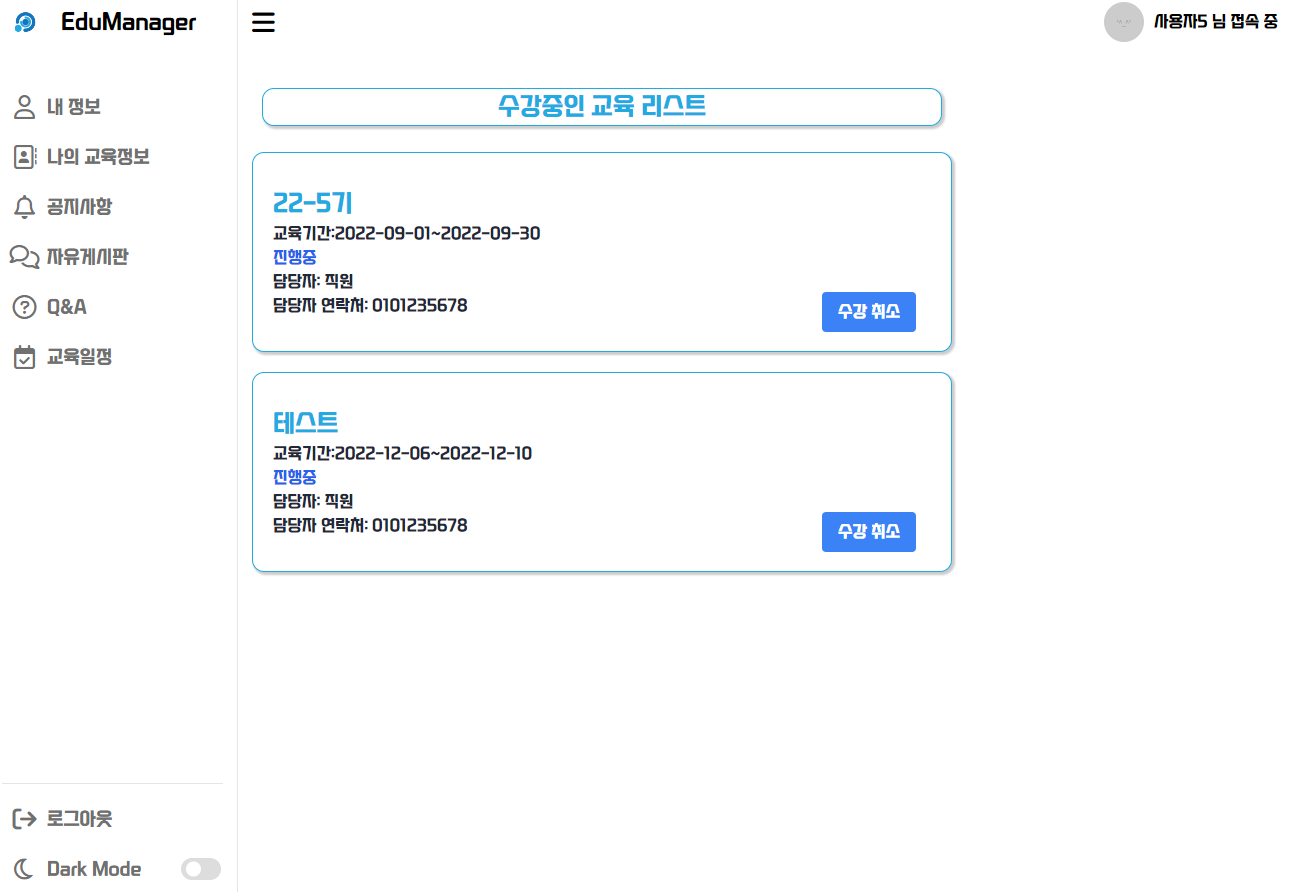 EduManager
사용자5 님 접속 중
내 정보
나의 교육정보
공지사항
자유게시판
Q&A
교육일정
수강중인 교육 리스트
22-5기
교육기간:2022-09-01~2022-09-30
진행중
담당자: 직원
담당자 연락처: 0101235678
수강 취소
테스트
교육기간:2022-12-06~2022-12-10
진행중
담당자: 직원
담당자 연락처: 0101235678
수강 취소
로그아웃
Dark Mode